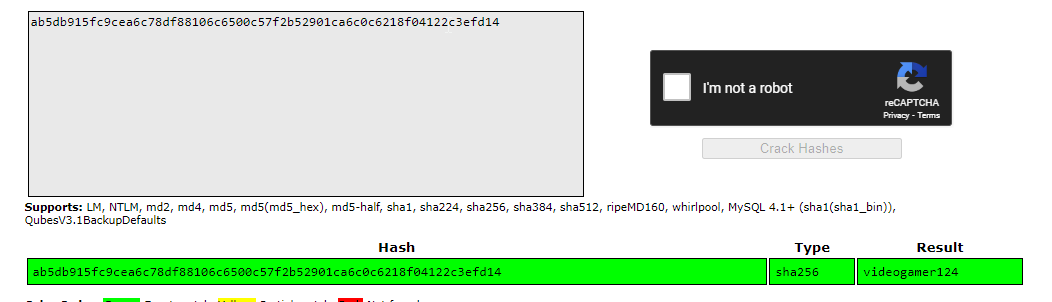 ab5db915fc9cea6c78df88106c6500c57f2b52901ca6c0c6218f04122c3efd14
I'm not a robot
reCAPTCHA
Privacy - Terms
Crack Hashes
Supports: LM, NTLM, md2, md4, md5, md5(md5_hex), md5-half, sha1, sha224, sha256, sha384, sha512, ripeMD160, whirlpool, MySQL 4.1+ (sha1(sha1_bin)),
QubesV3.1BackupDefaults
Hash Type Result
ab5db915fc9cea6c78df88106c6500c57f2b52901ca6c0c6218f04122c3efd14 sha256 videogamer124